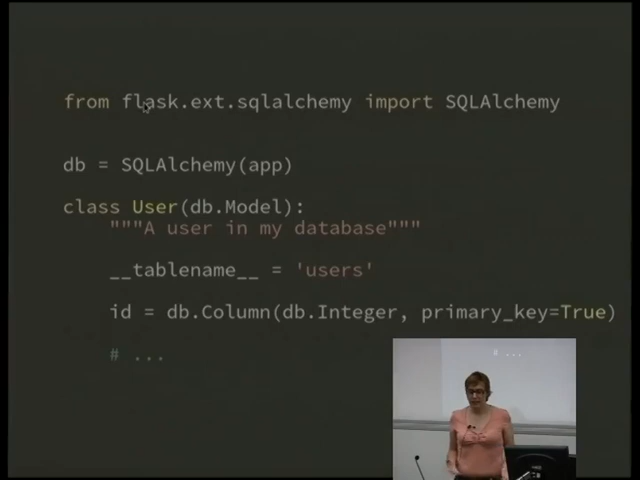 from flask.ext.sqlalchemy import SQLAlchemy
db = SQLAlchemy(app)
class User(db.Model):
"""A user in my database"""
__tablename__ = 'users'
id = db.Column(db.Integer, primary_key=True)
# ...
# ...